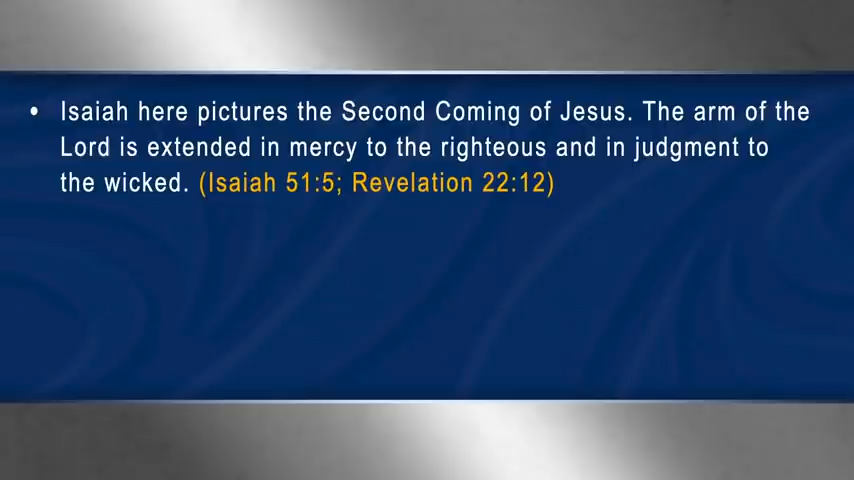 • Isaiah here pictures the Second Coming of Jesus. The arm of the
Lord is extended in mercy to the righteous and in judgment to
the wicked. (Isaiah 51:5; Revelation 22:12)